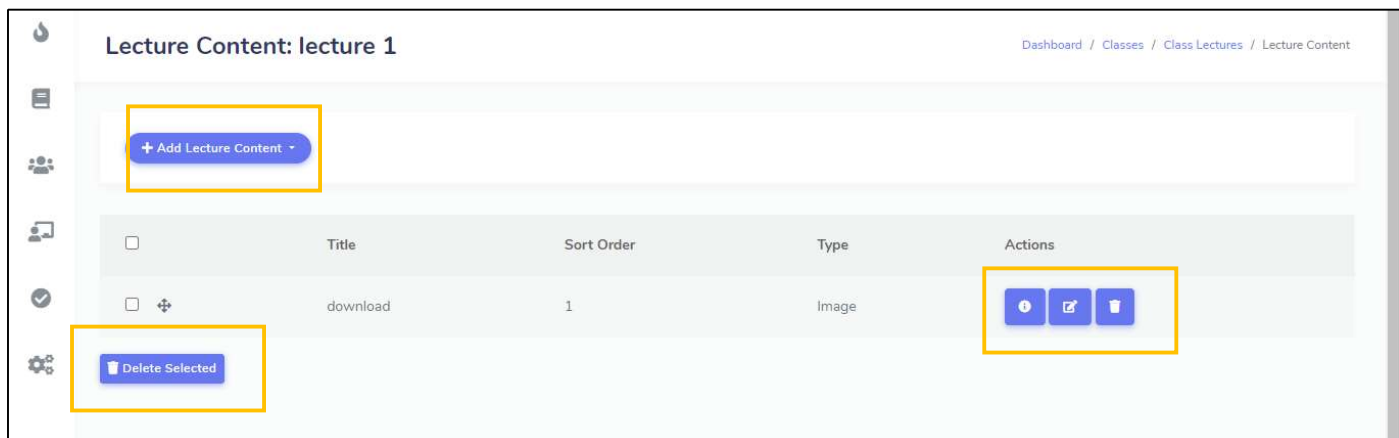 Lecture Content: lecture 1
Dashboard / Classes / Class Lectures / Lecture Content
+ Add Lecture Content
Title Sort Order Type Actions
download 1 Image
Delete Selected